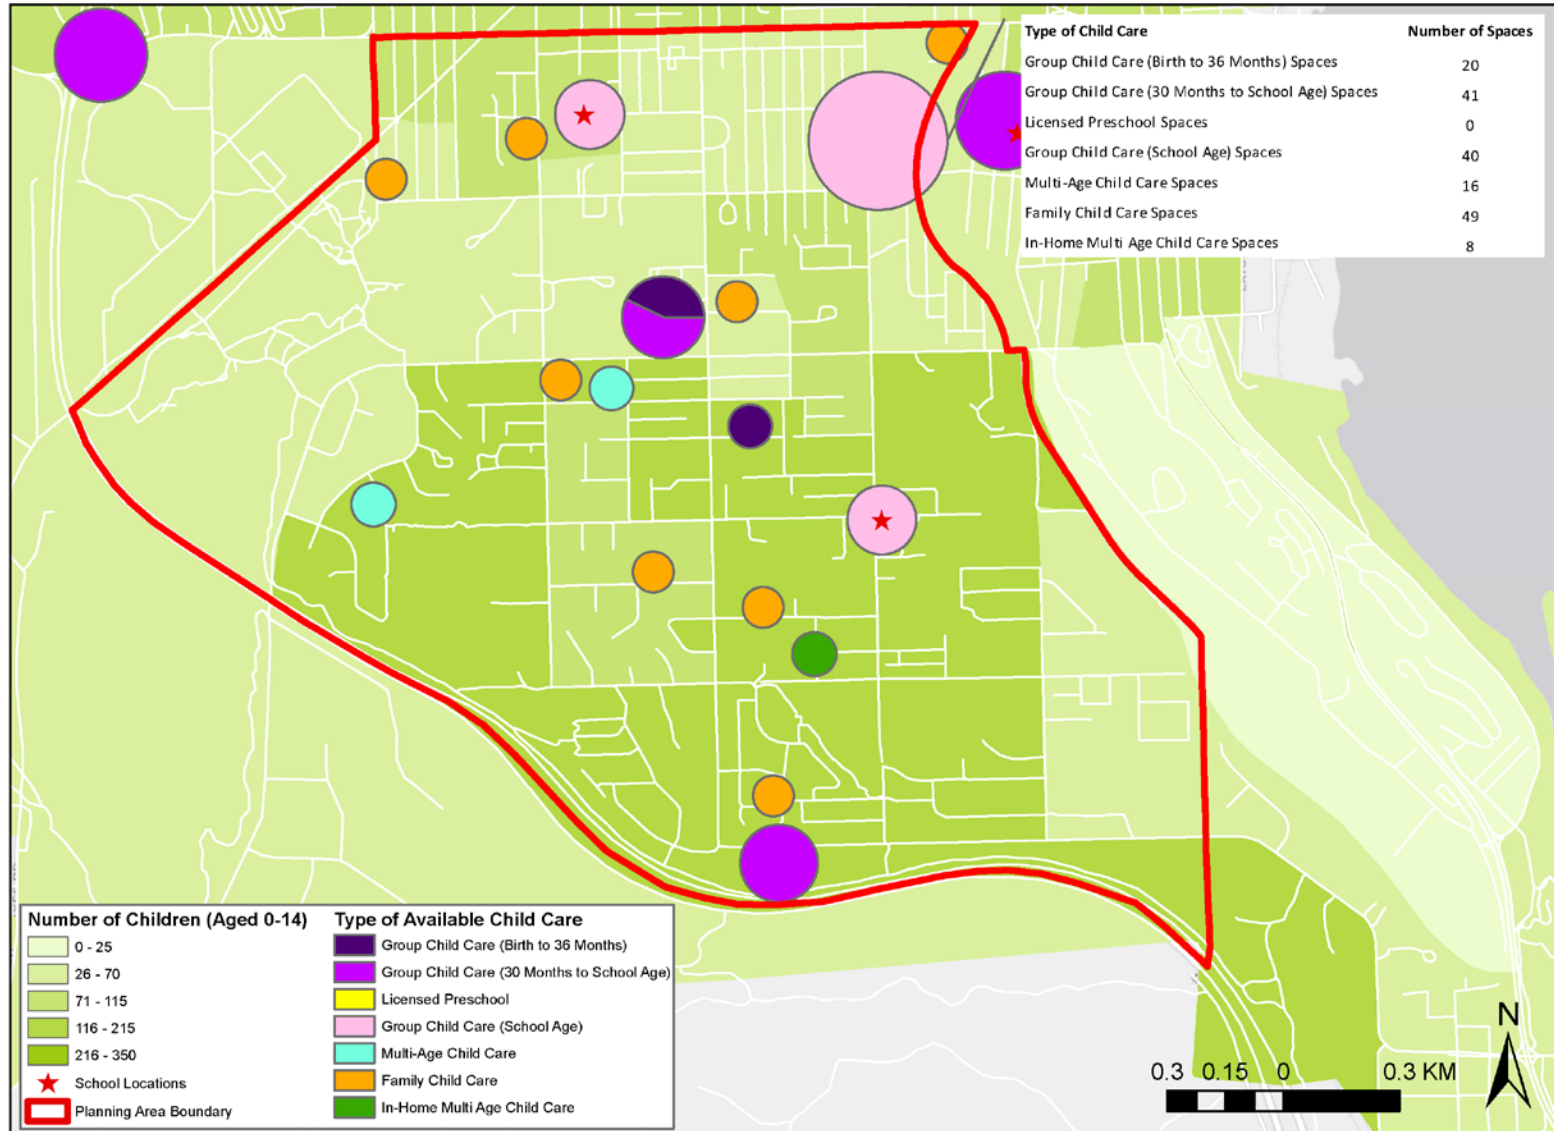 Type of Child Care Number of Spaces
Group Child Care (Birth to 36 Months) Spaces 20
Group Child Care (30 Months to School Age) Spaces 41
Licensed Preschool Spaces 0
Group Child Care (School Age) Spaces 40
Multi-Age Child Care Spaces 16
Family Child Care Spaces 49
In-Home Multi Age Child Care Spaces 8
Number of Children (Aged 0-14)
0 - 25
26 - 70
71 - 115
116 - 215
216 - 350
School Locations
Planning Area Boundary
Type of Available Child Care
Group Child Care (Birth to 36 Months)
Group Child Care (30 Months to School Age)
Licensed Preschool
Group Child Care (School Age)
Multi-Age Child Care
Family Child Care
In-Home Multi Age Child Care
N
0.3 0.15 0 0.3 KM